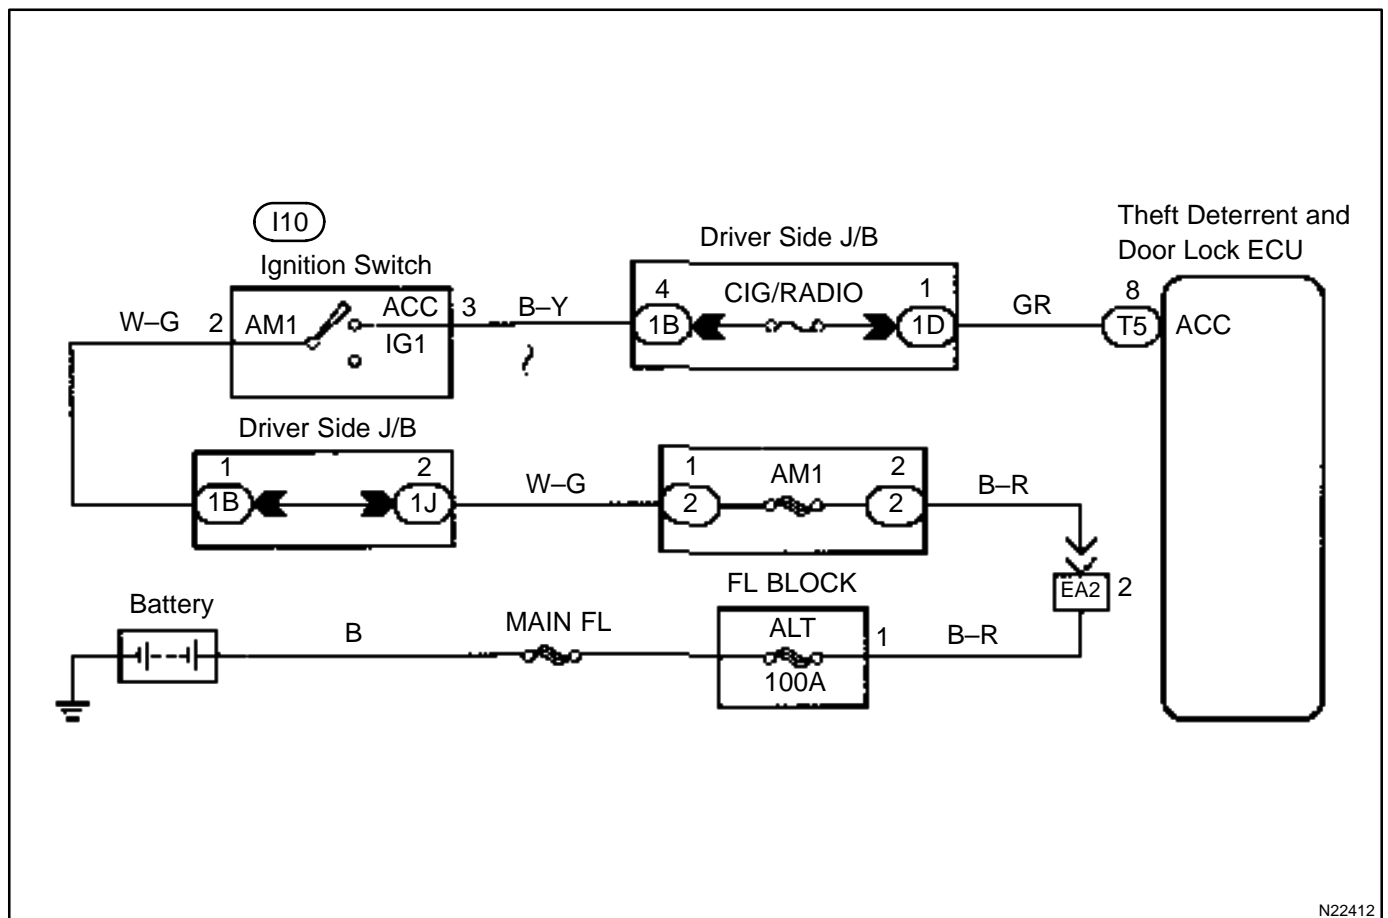 I10
Ignition Switch
W–G 2 AM1 ACC IG1 3 B–Y
Driver Side J/B
4 CIG/RADIO 1
1B 1D
GR
Theft Deterrent and
Door Lock ECU
8
T5 ACC
Driver Side J/B
1 2
1B 1J
W–G
1 AM1 2
2 2
B–R
EA2 2
Battery
B
MAIN FL
FL BLOCK
ALT
100A
1
B–R
N22412